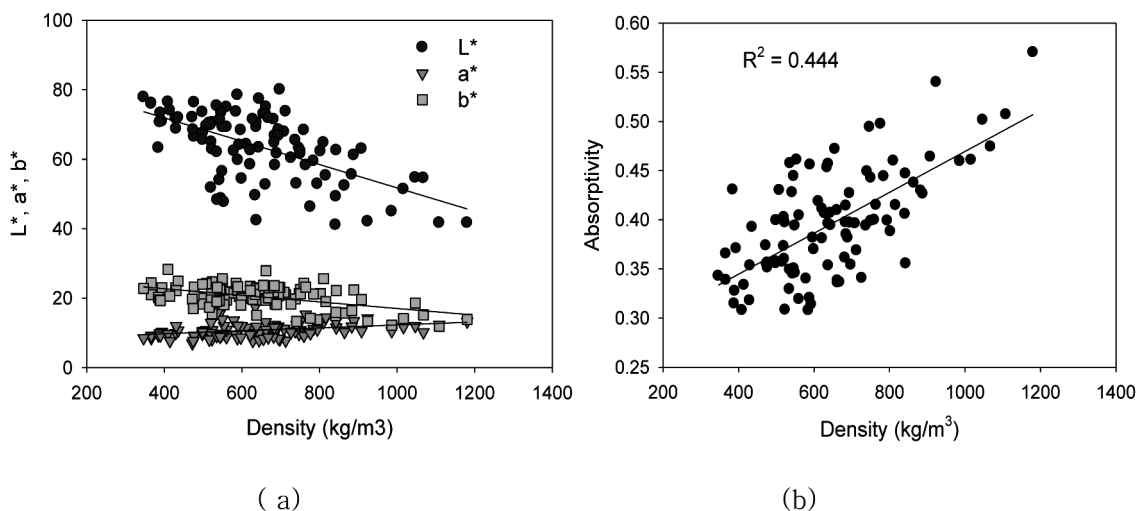 100
80
60
40
20
0
L*, a*, b*
L*
a*
b*
200 400 600 800 1000 1200 1400
Density (kg/m3)
( a)
0.60
0.55
0.50
0.45
0.40
0.35
0.30
0.25
Absorptivity
R² = 0.444
200 400 600 800 1000 1200 1400
Density (kg/m³)
(b)